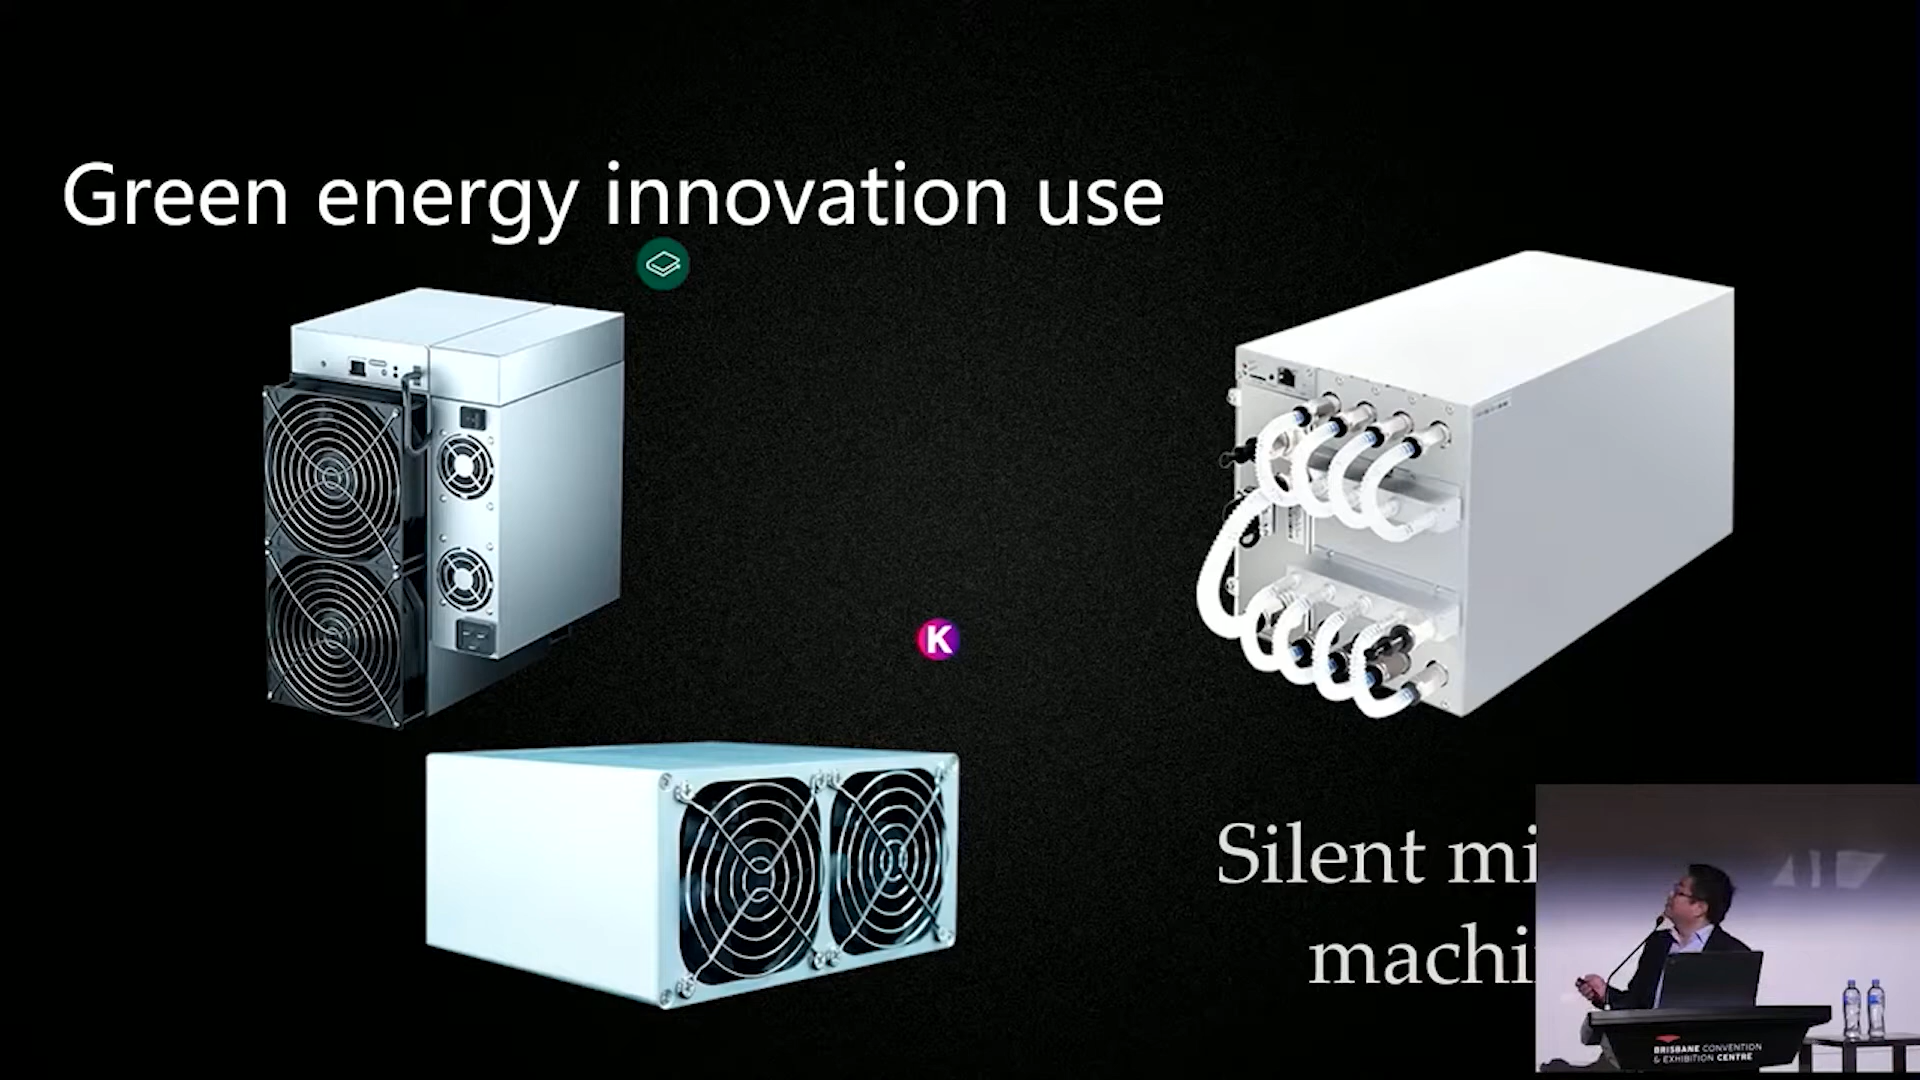 Green energy innovation use
K
Silent mi
machi
BRISBANE CONVENTION
& EXHIBITION CENTRE